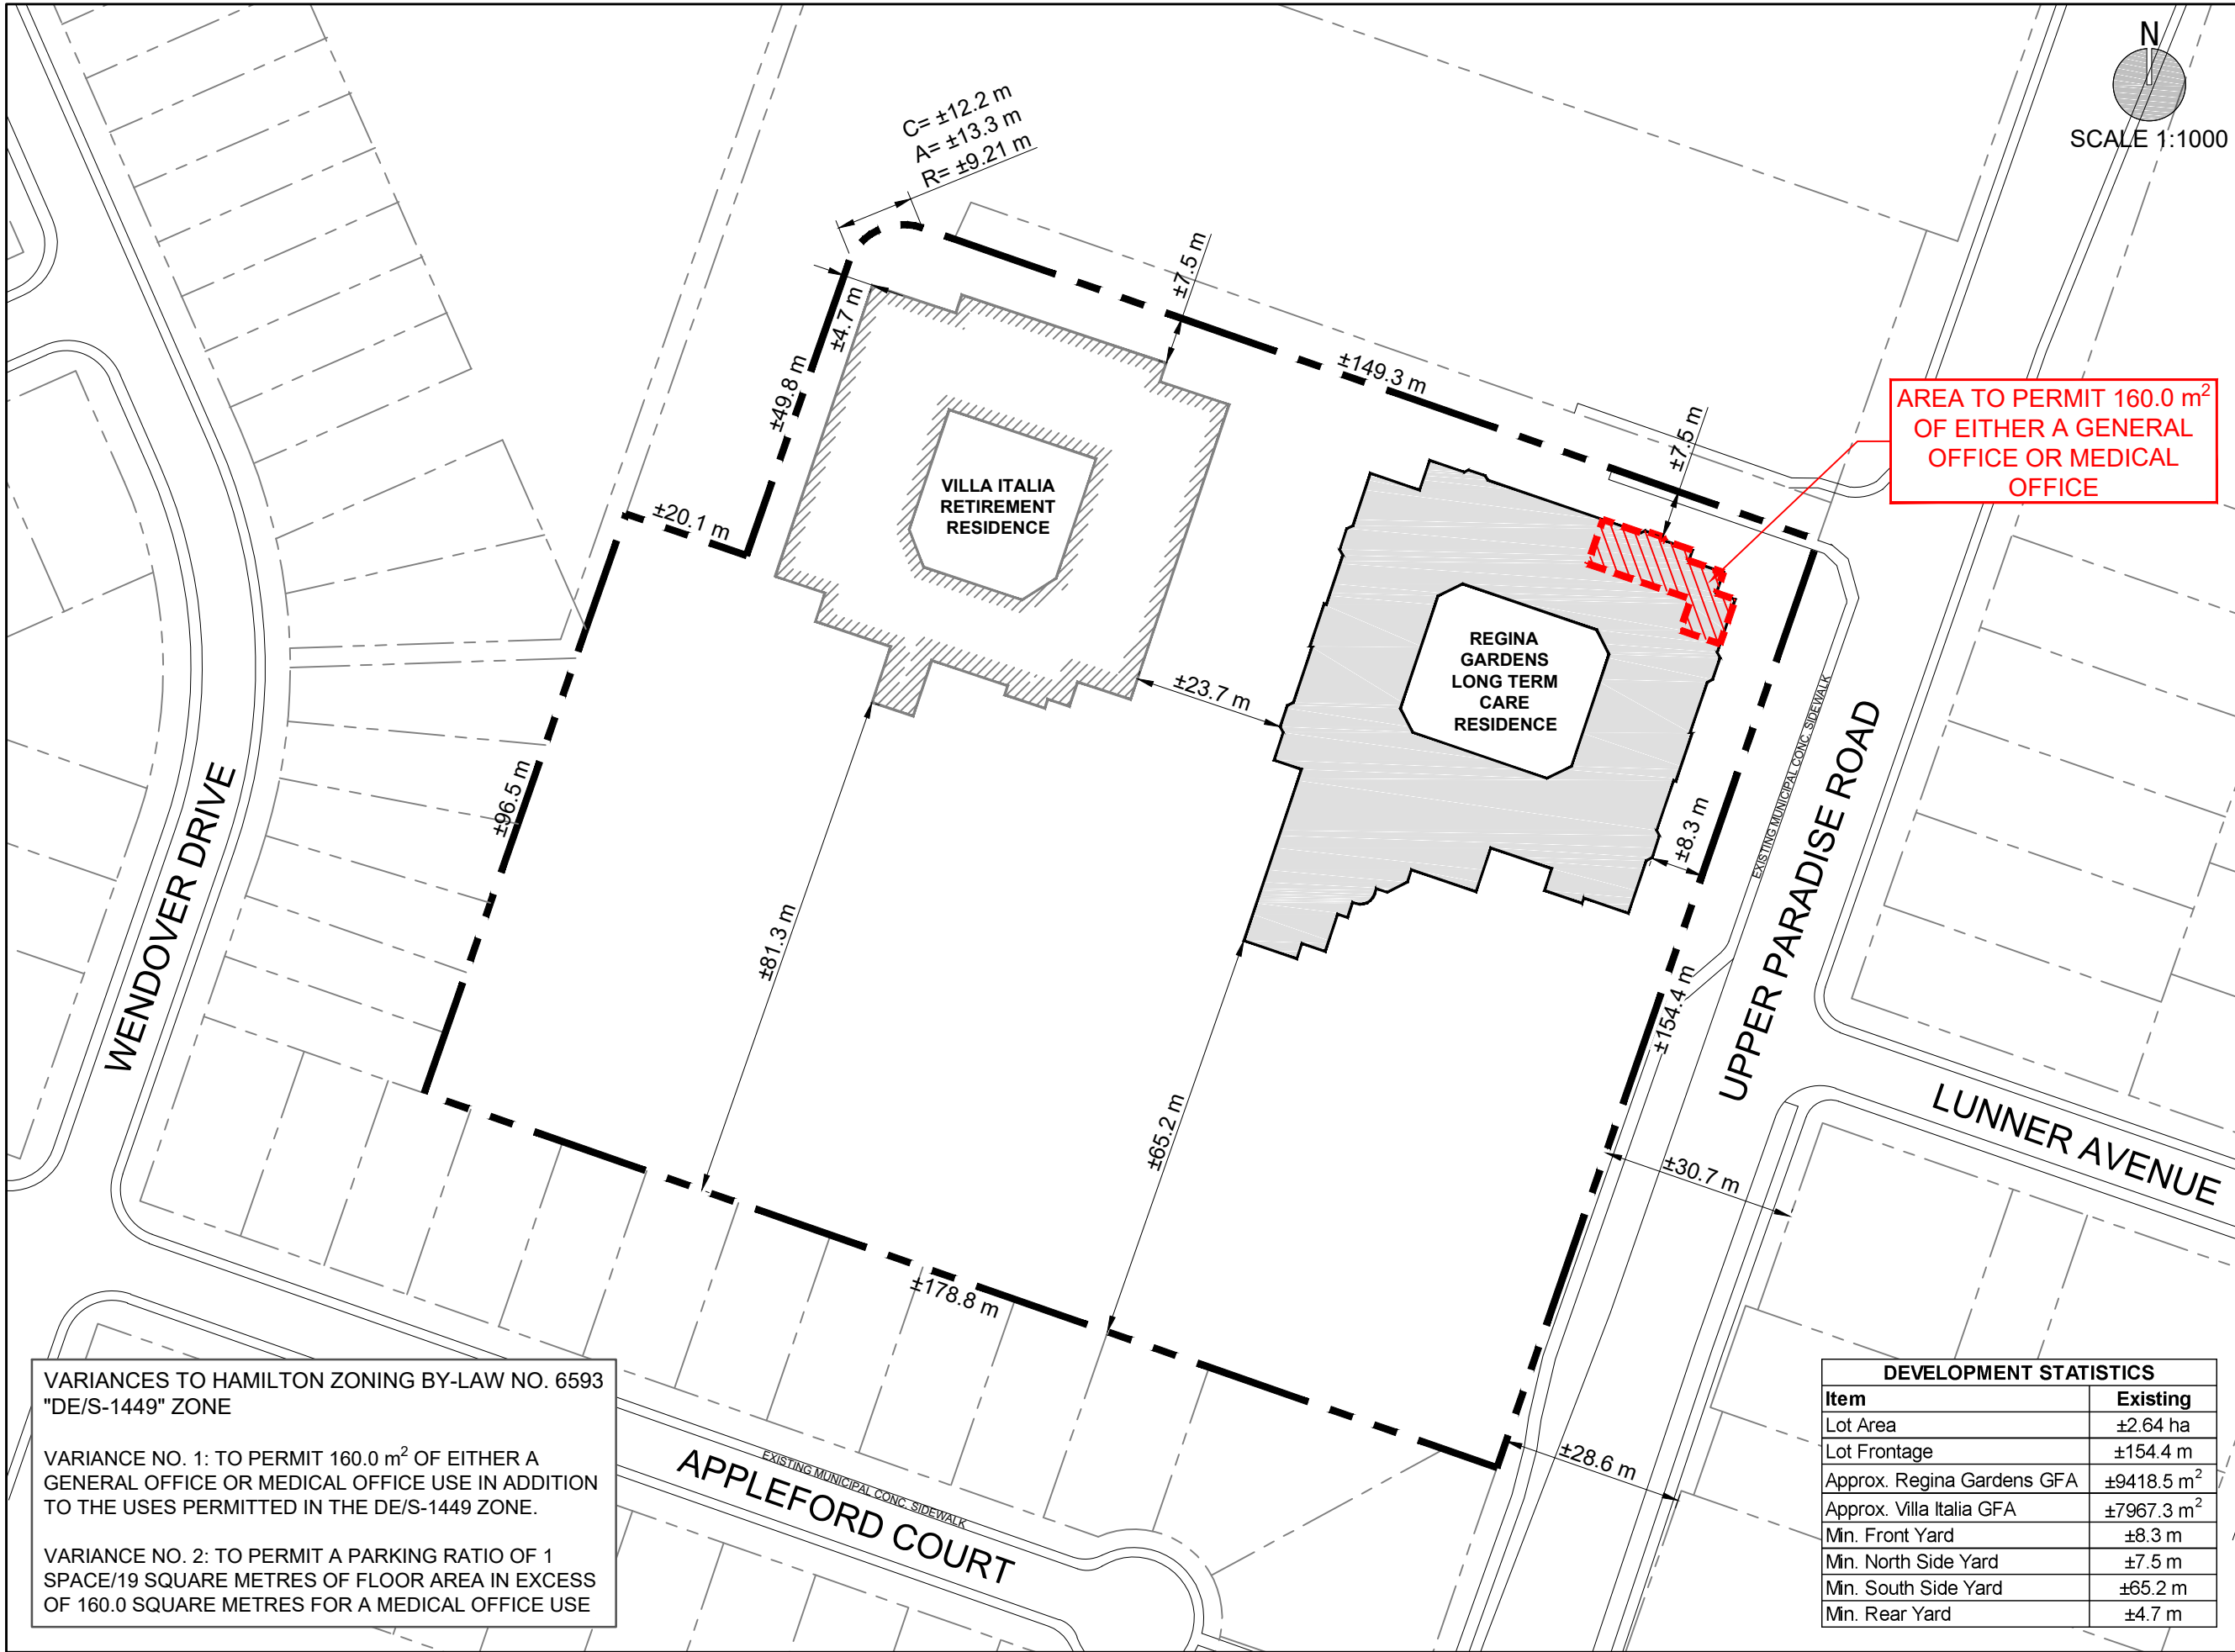 N
SCALE 1:1000
C= ±12.2 m
A= ±13.3 m
R= ±9.21 m
±7.5 m
±4.7 m
±49.8 m
±149.3 m
±7.5 m
AREA TO PERMIT 160.0 m²
OF EITHER A GENERAL
OFFICE OR MEDICAL
OFFICE
±20.1 m
VILLA ITALIA
RETIREMENT
RESIDENCE
REGINA
GARDENS
LONG TERM
CARE
RESIDENCE
±23.7 m
±96.5 m
±8.3 m
EXISTING MUNICIPAL CONC. SIDEWALK
UPPER PARADISE ROAD
WENDOVER DRIVE
±81.3 m
±65.2 m
±154.4 m
LUNNER AVENUE
±30.7 m
±178.8 m
±28.6 m
EXISTING MUNICIPAL CONC. SIDEWALK
APPLEFORD COURT
VARIANCES TO HAMILTON ZONING BY-LAW NO. 6593
"DE/S-1449" ZONE
VARIANCE NO. 1: TO PERMIT 160.0 m² OF EITHER A
GENERAL OFFICE OR MEDICAL OFFICE USE IN ADDITION
TO THE USES PERMITTED IN THE DE/S-1449 ZONE.
VARIANCE NO. 2: TO PERMIT A PARKING RATIO OF 1
SPACE/19 SQUARE METRES OF FLOOR AREA IN EXCESS
OF 160.0 SQUARE METRES FOR A MEDICAL OFFICE USE
DEVELOPMENT STATISTICS
Item Existing
Lot Area ±2.64 ha
Lot Frontage ±154.4 m
Approx. Regina Gardens GFA ±9418.5 m²
Approx. Villa Italia GFA ±7967.3 m²
Min. Front Yard ±8.3 m
Min. North Side Yard ±7.5 m
Min. South Side Yard ±65.2 m
Min. Rear Yard ±4.7 m